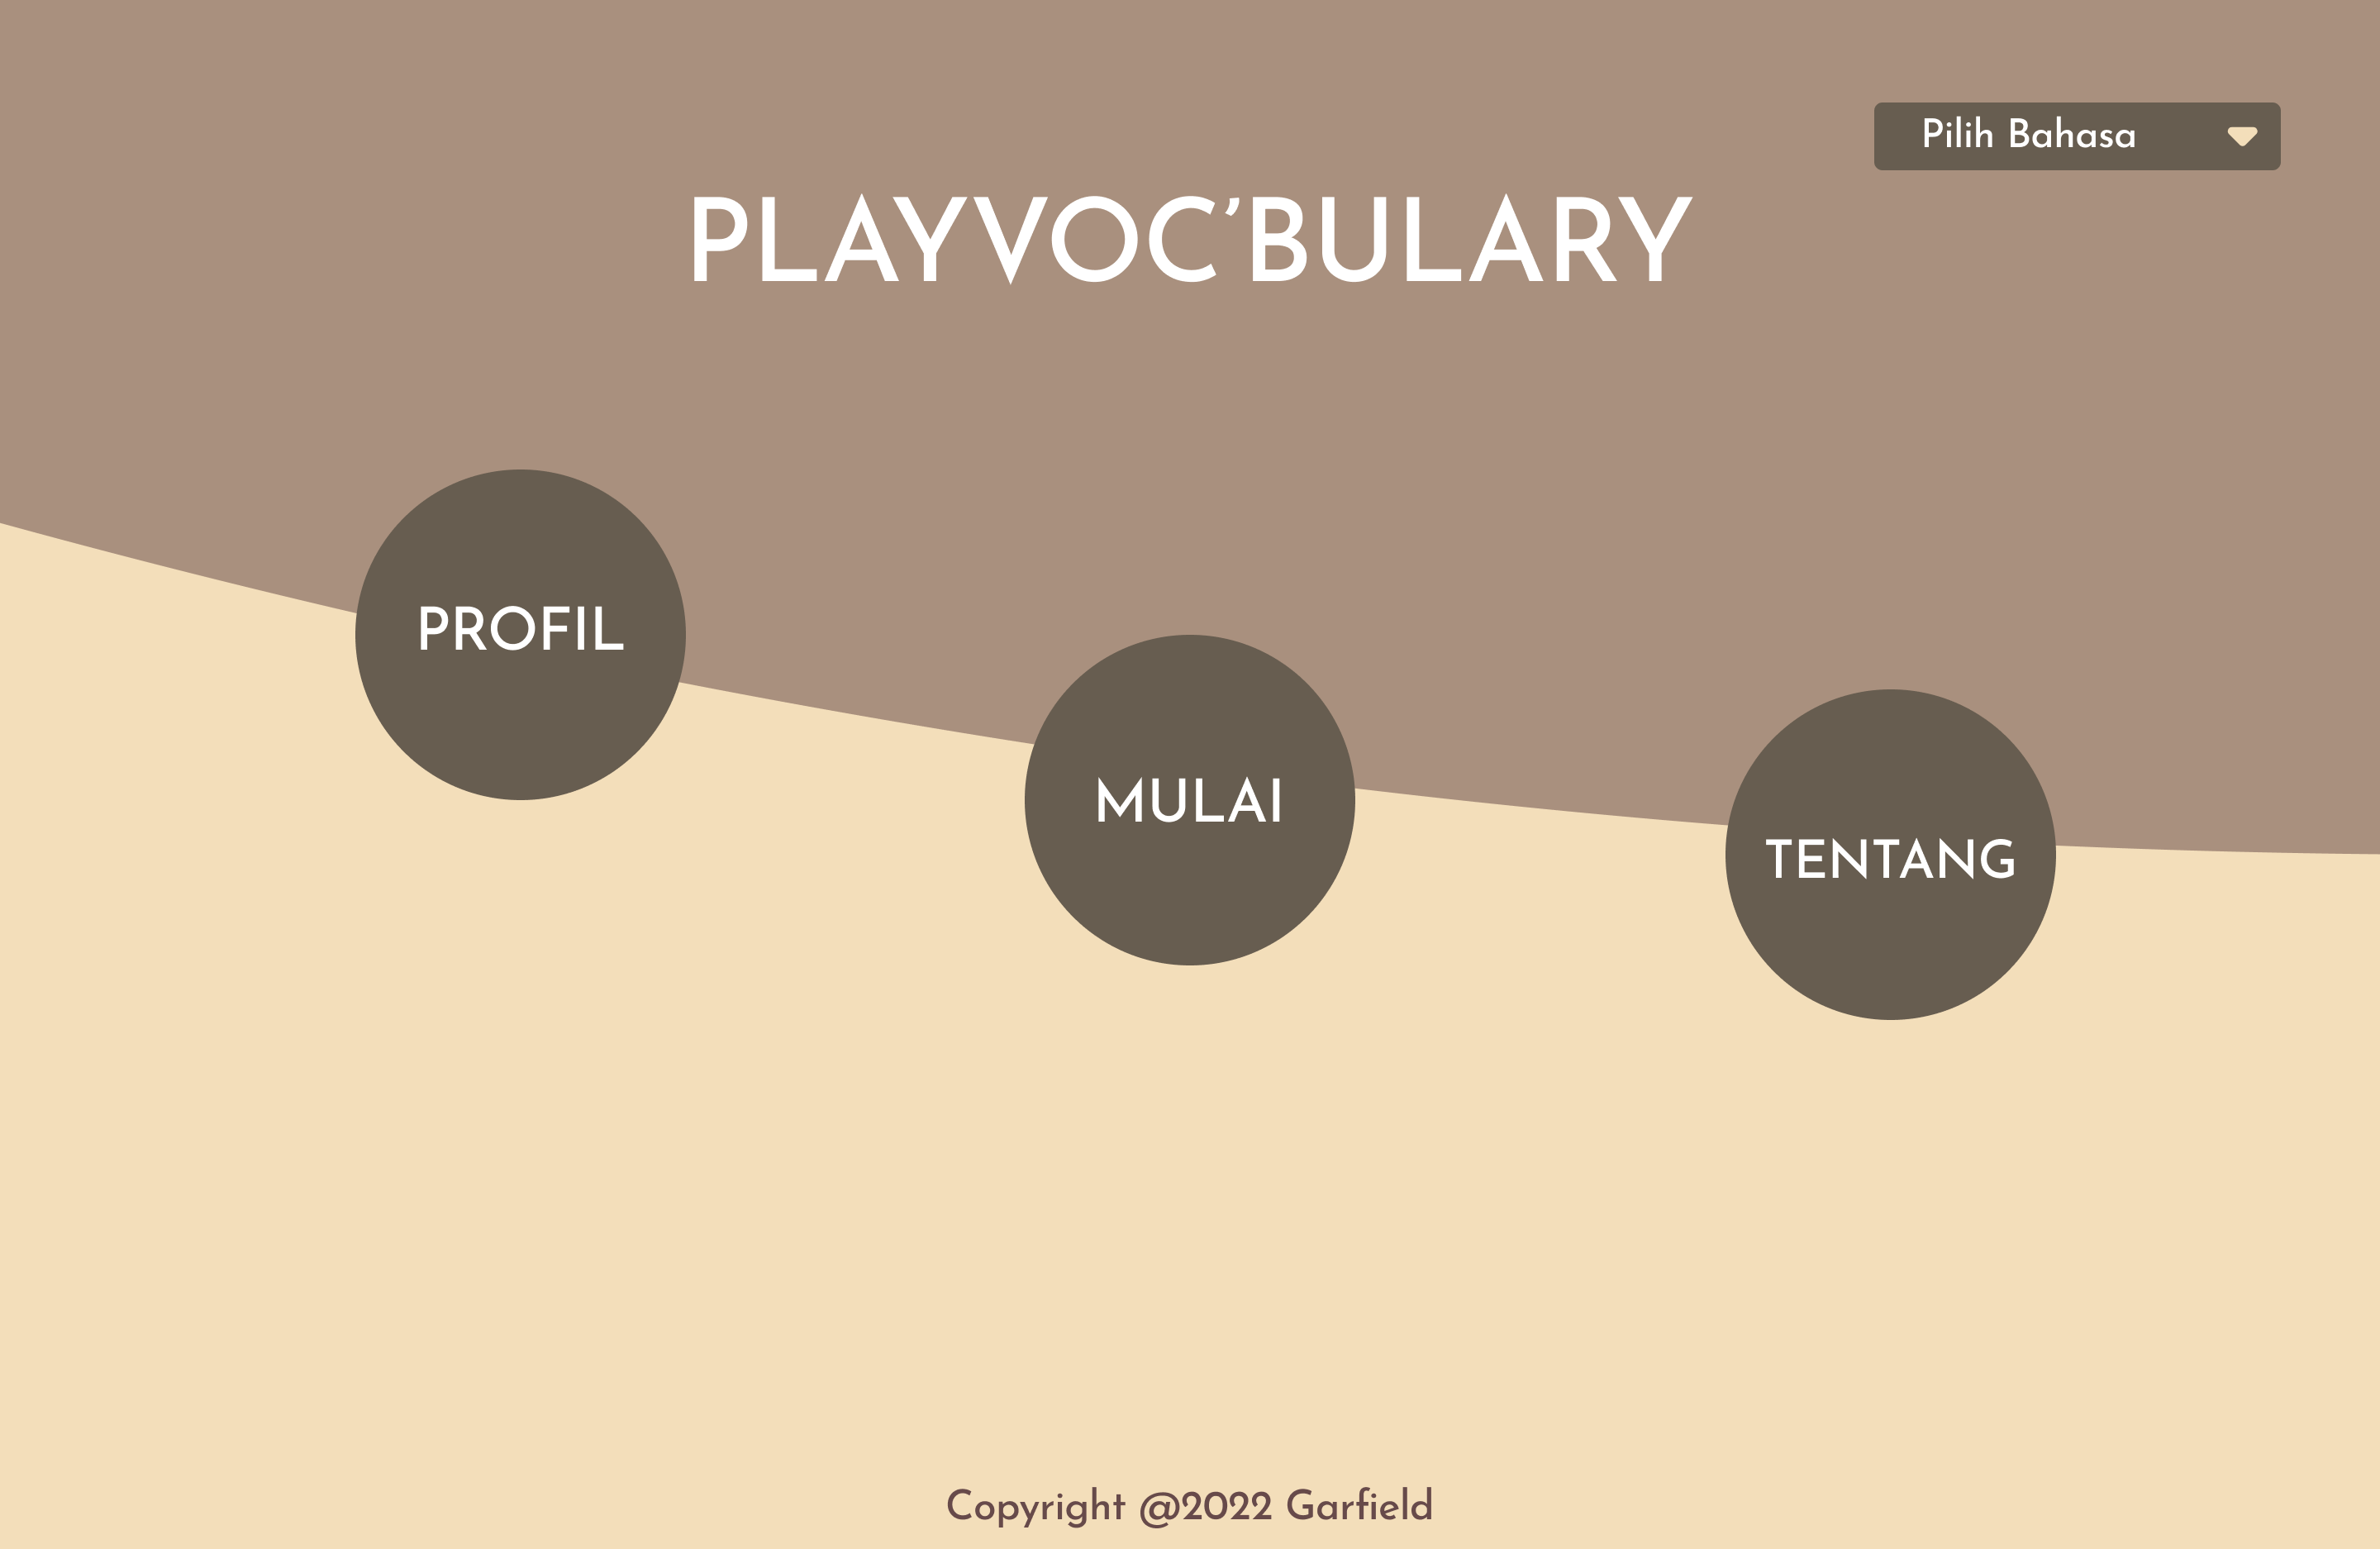 Pilih Bahasa
PLAYVOC'BULARY
PROFIL
MULAI
TENTANG
Copyright @2022 Garfield